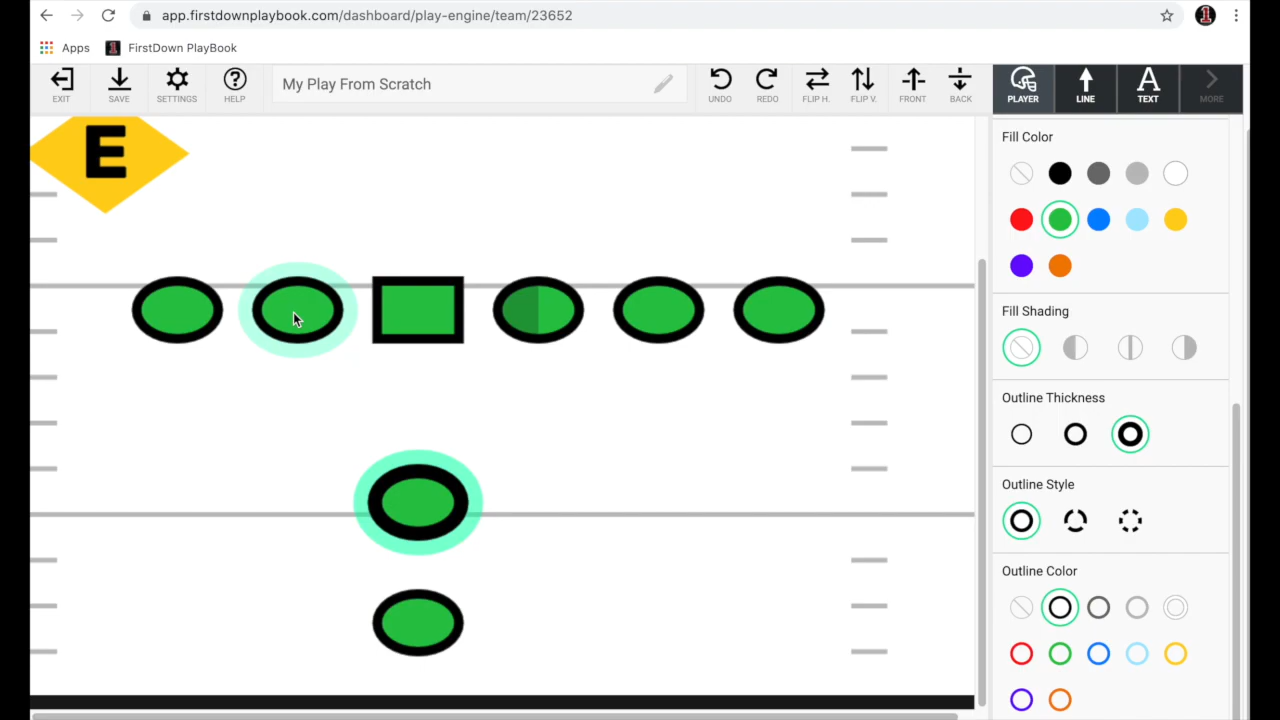 app.firstdownplaybook.com/dashboard/play-engine/team/23652
Apps
FirstDown PlayBook
EXIT
SAVE
SETTINGS
HELP
My Play From Scratch
UNDO
REDO
FLIP H.
FLIP V.
FRONT
BACK
PLAYER
LINE
TEXT
MORE
E
Fill Color
Fill Shading
Outline Thickness
Outline Style
Outline Color